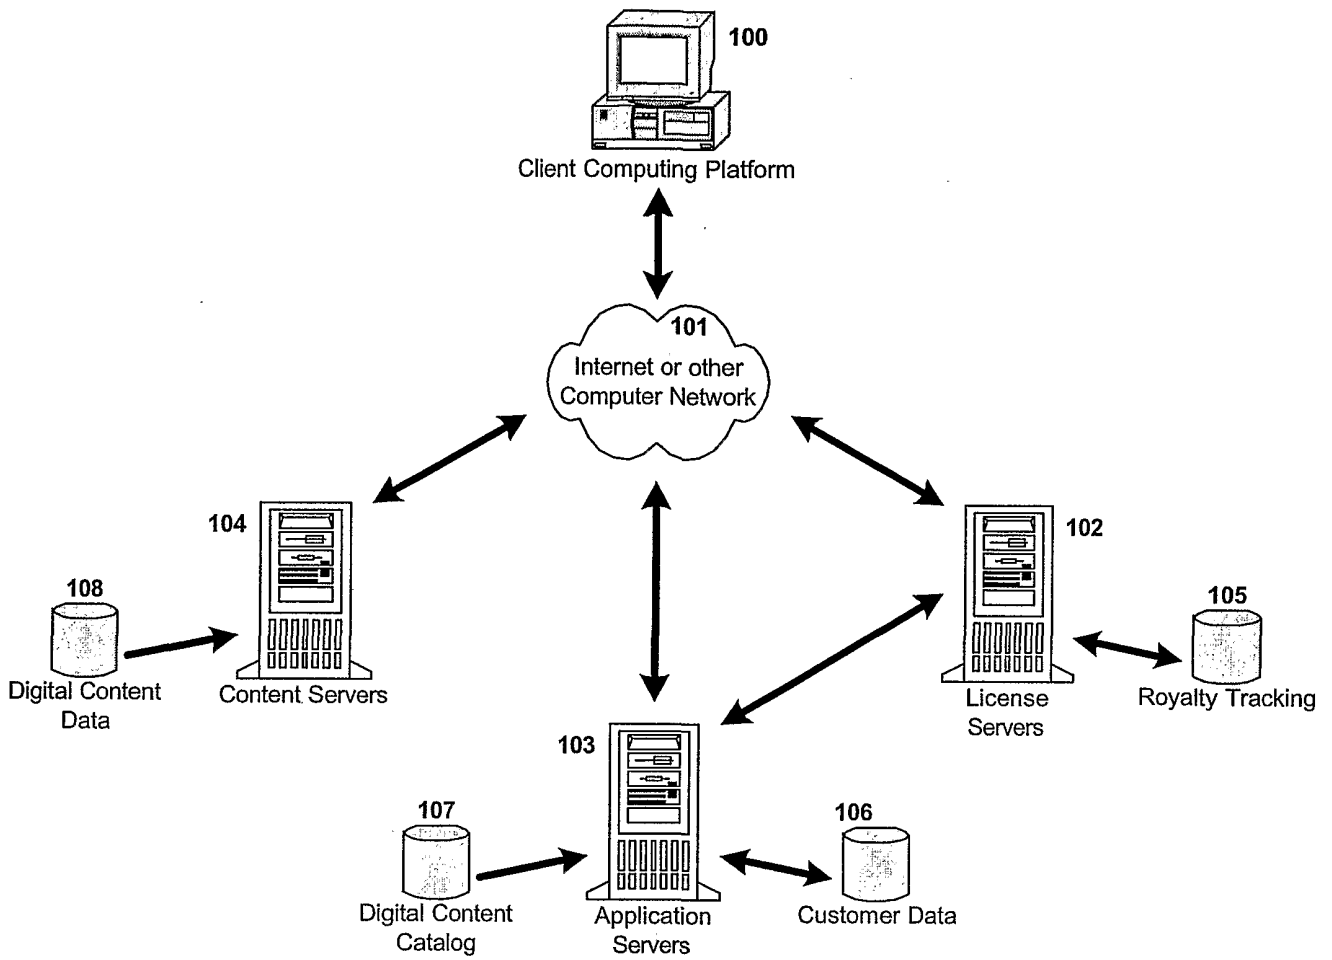 100
Client Computing Platform
101
Internet or other
Computer Network
104
Content Servers
108
Digital Content
Data
102
License
Servers
105
Royalty Tracking
103
Application
Servers
107
Digital Content
Catalog
106
Customer Data